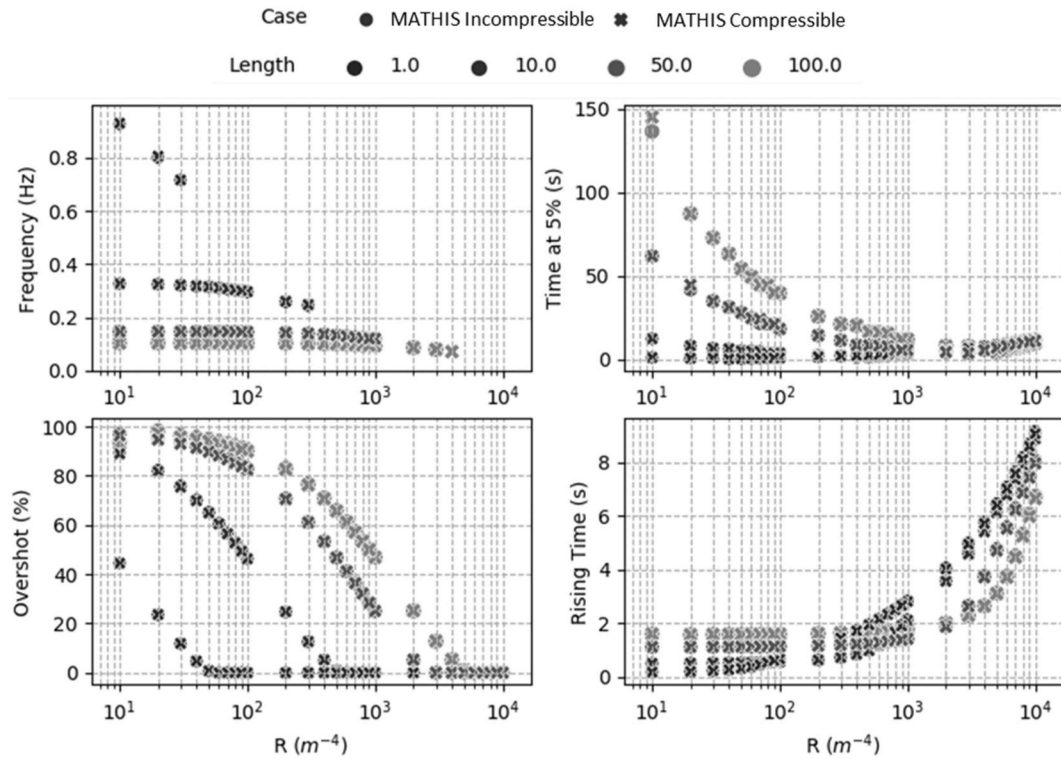 Case MATHIS Incompressible MATHIS Compressible
Length 1.0 10.0 50.0 100.0
Frequency (Hz)
0.8
0.6
0.4
0.2
0.0
10¹ 10² 10³ 10⁴
Time at 5% (s)
150
100
50
0
10¹ 10² 10³ 10⁴
Overshot (%)
100
80
60
40
20
0
10¹ 10² 10³ 10⁴
R (m⁻⁴)
Rising Time (s)
8
6
4
2
0
10¹ 10² 10³ 10⁴
R (m⁻⁴)